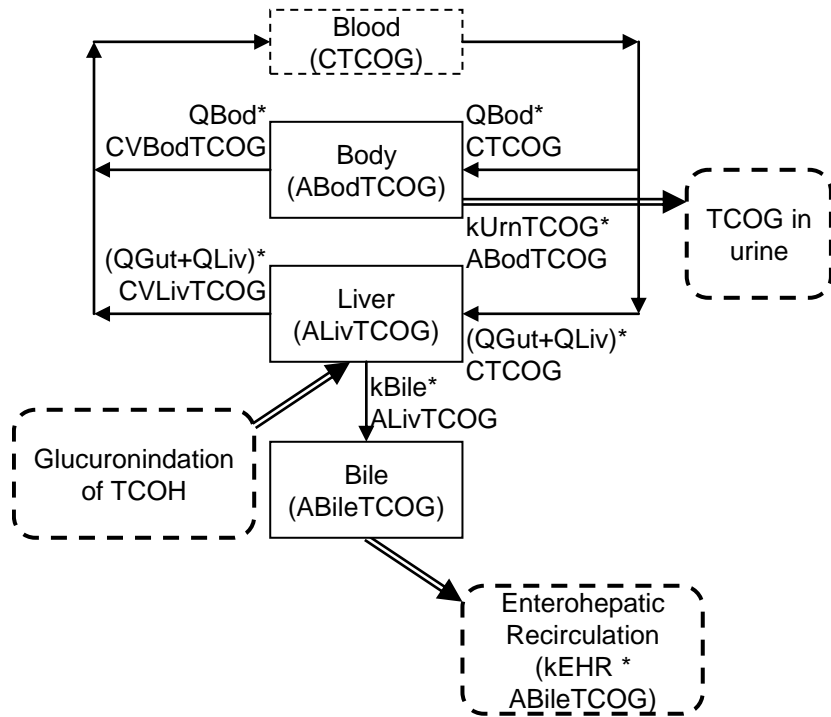 Blood
(CTCOG)
QBod*
CVBodTCOG
Body
(ABodTCOG)
QBod*
CTCOG
kUrnTCOG*
ABodTCOG
TCOG in
urine
(QGut+QLiv)*
CVLivTCOG
Liver
(ALivTCOG)
(QGut+QLiv)*
CTCOG
kBile*
ALivTCOG
Glucuronindation
of TCOH
Bile
(ABileTCOG)
Enterohepatic
Recirculation
(kEHR *
ABileTCOG)